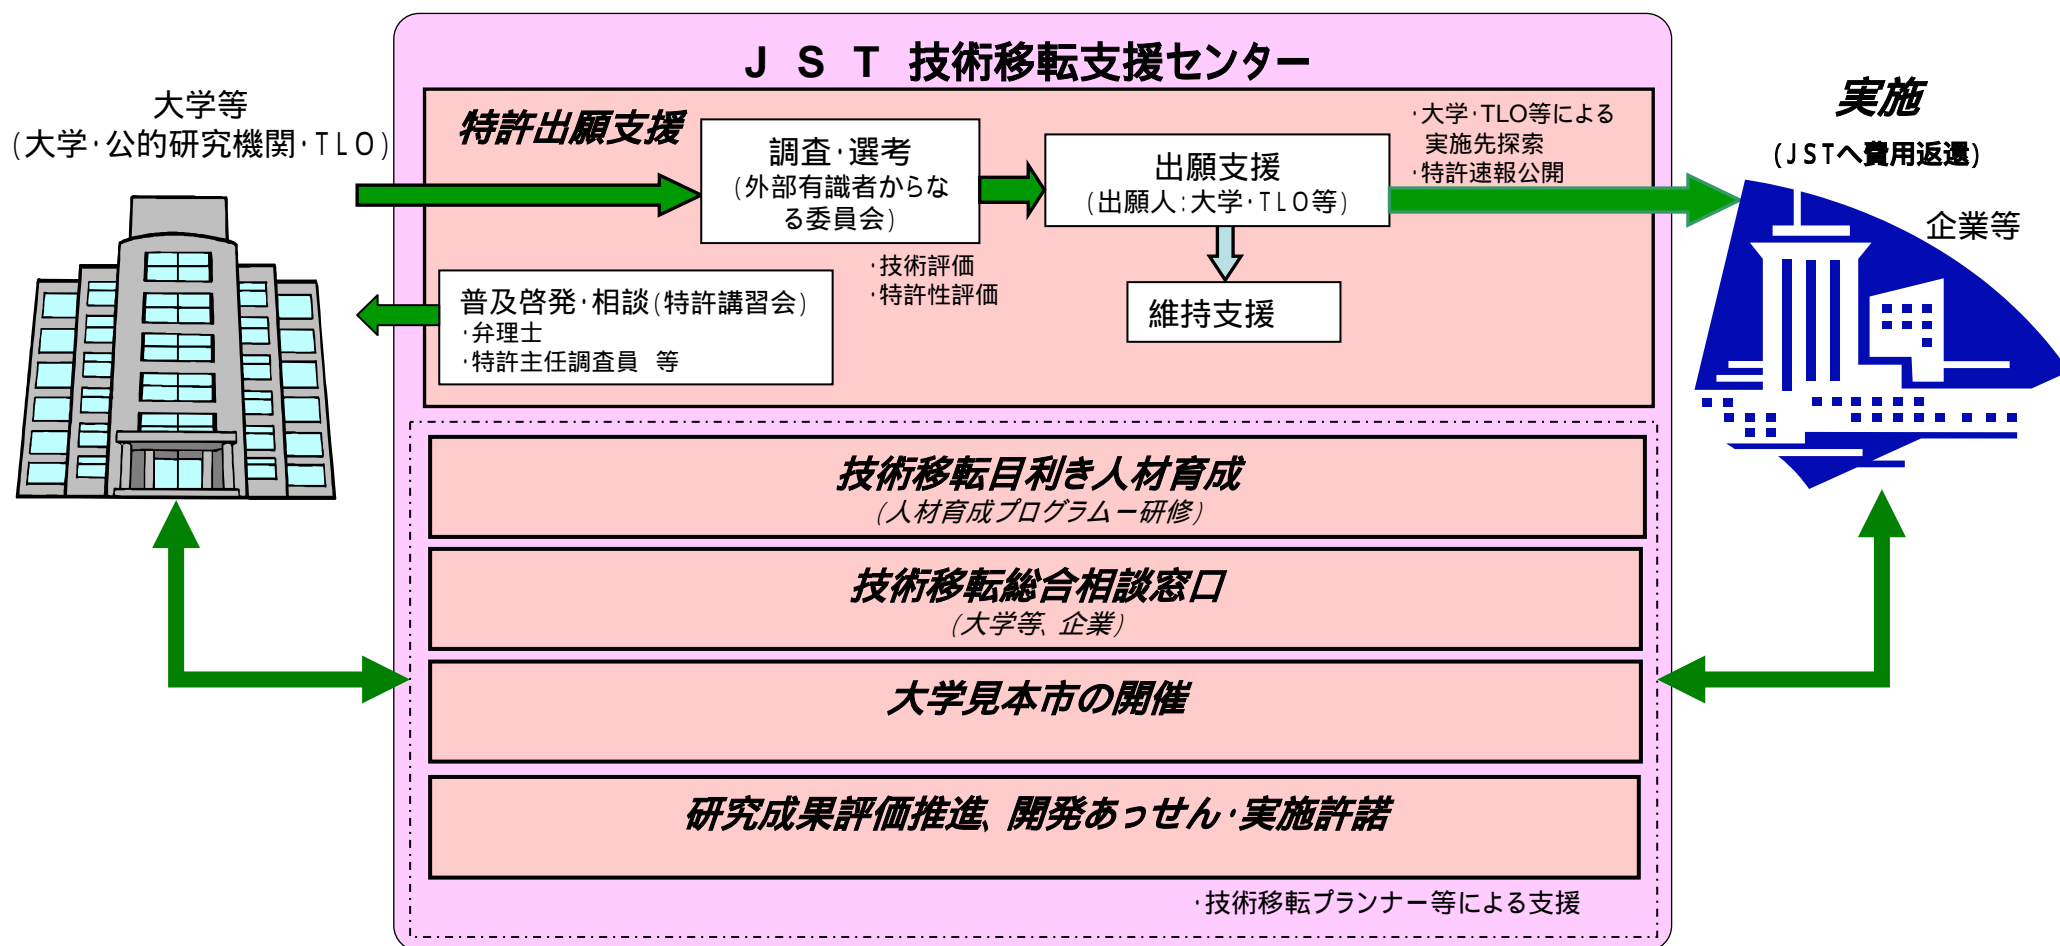 JST 技術移転支援センター
大学等
(大学・公的研究機関・TLO)
特許出願支援
調査・選考
(外部有識者からな
る委員会)
・技術評価
・特許性評価
出願支援
(出願人:大学・TLO等)
維持支援
・大学・TLO等による
実施先探索
・特許速報公開
普及啓発・相談(特許講習会)
・弁理士
・特許主任調査員 等
実施
(JSTへ費用返還)
企業等
技術移転目利き人材育成
(人材育成プログラムー研修)
技術移転総合相談窓口
(大学等、企業)
大学見本市の開催
研究成果評価推進、開発あっせん・実施許諾
・技術移転プランナー等による支援